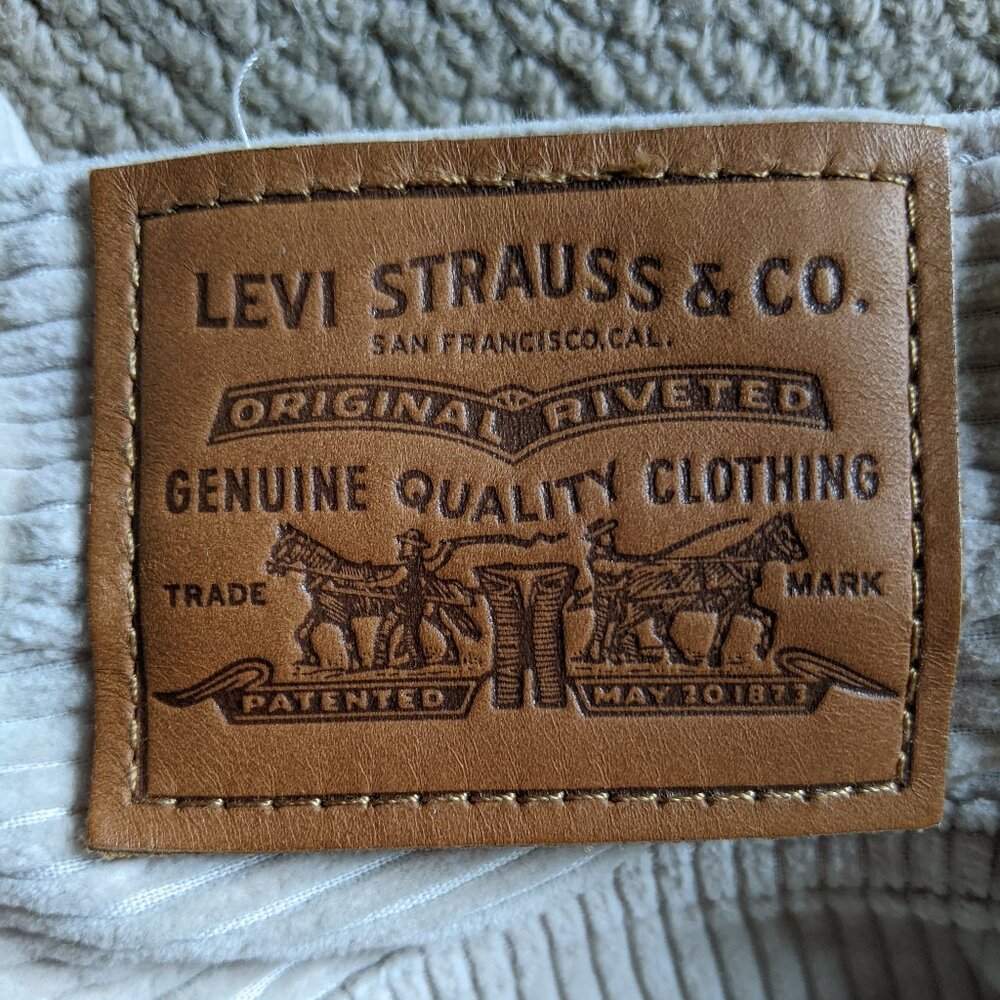 LEVI STRAUSS & CO.
SAN FRANCISCO, CAL.
ORIGINAL RIVETED
GENUINE QUALITY CLOTHING
TRADE MARK
PATENTED MAY 20 1873